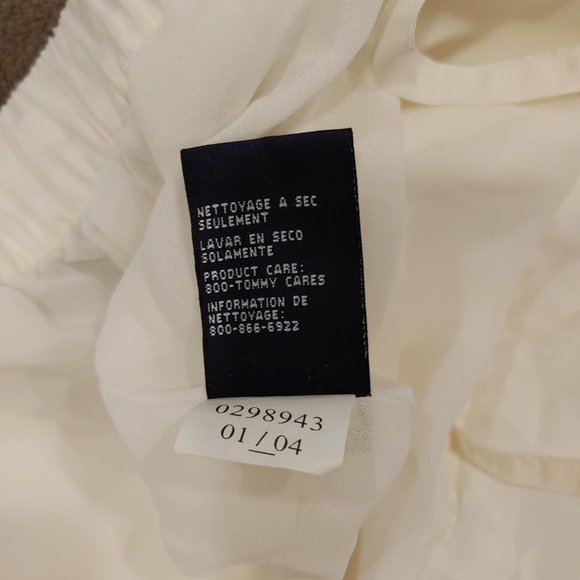 NETTOYAGE A SEC
SEULEMENT
LAVAR EN SECO
SOLAMENTE
PRODUCT CARE:
800-TOMMY CARES
INFORMATION DE
NETTOYAGE:
800-866-6922
0298943
01/04